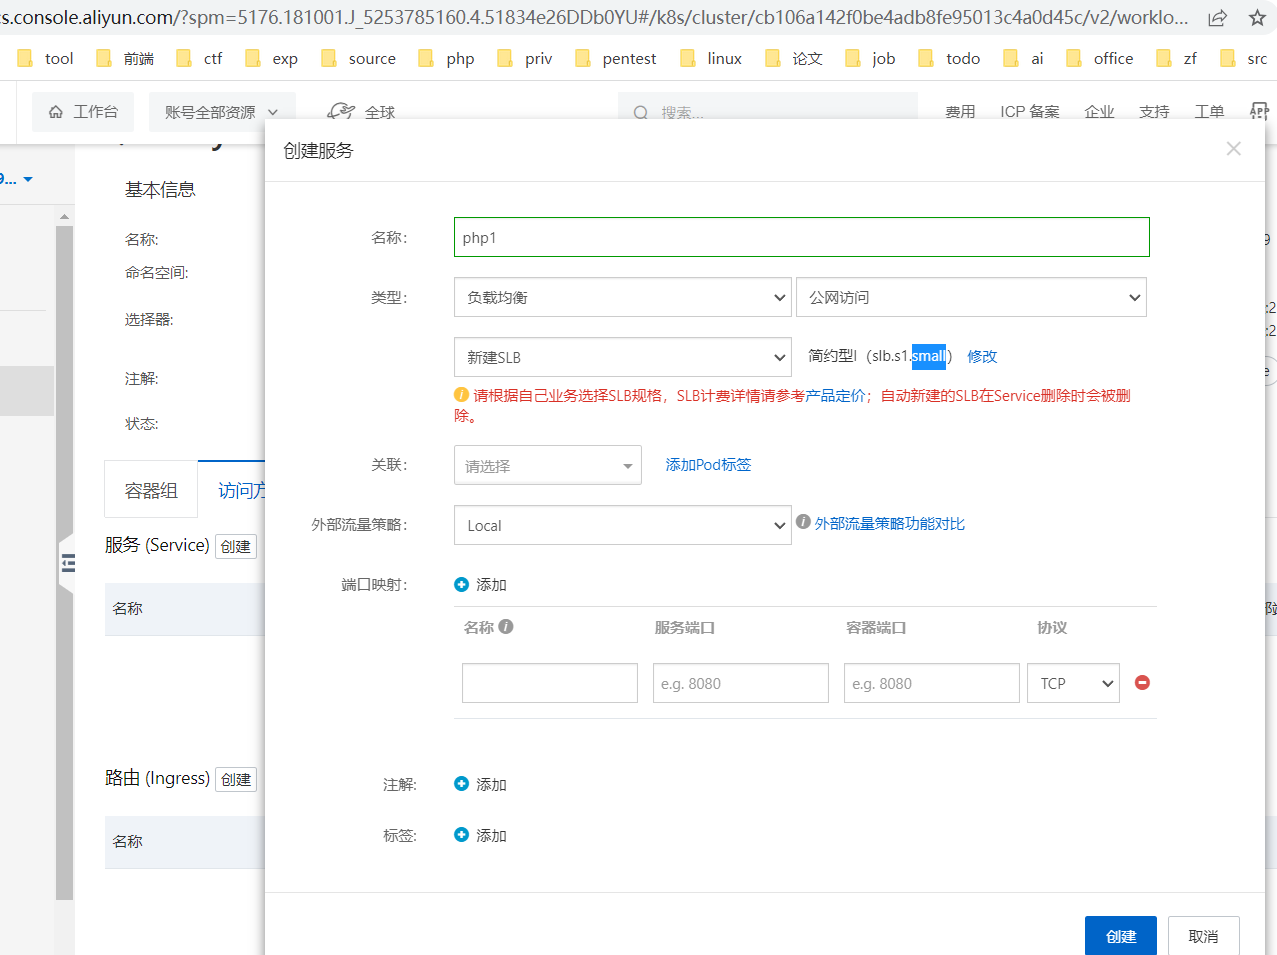 cs.console.aliyun.com/?spm=5176.181001.J_5253785160.4.51834e26DDb0YU#/k8s/cluster/cb106a142f0be4adb8fe95013c4a0d45c/v2/worklo...
tool 前端 ctf exp source php priv pentest linux 论文 job todo ai office zf src
工作台 账号全部资源 全球 搜索... 费用 ICP 备案 企业 支持 工单
创建服务
9...
基本信息
名称:
命名空间:
选择器:
注解:
状态:
容器组 访问方
服务 (Service) 创建
名称
路由 (Ingress) 创建
名称
名称: php1
类型: 负载均衡 公网访问
新建SLB 简约型I (slb.s1.small) 修改
请根据自己业务选择SLB规格，SLB计费详情请参考产品定价；自动新建的SLB在Service删除时会被删
除。
关联: 请选择 添加Pod标签
外部流量策略: Local 外部流量策略功能对比
端口映射: 添加
名称 服务端口 容器端口 协议
e.g. 8080 e.g. 8080 TCP
注解: 添加
标签: 添加
创建 取消